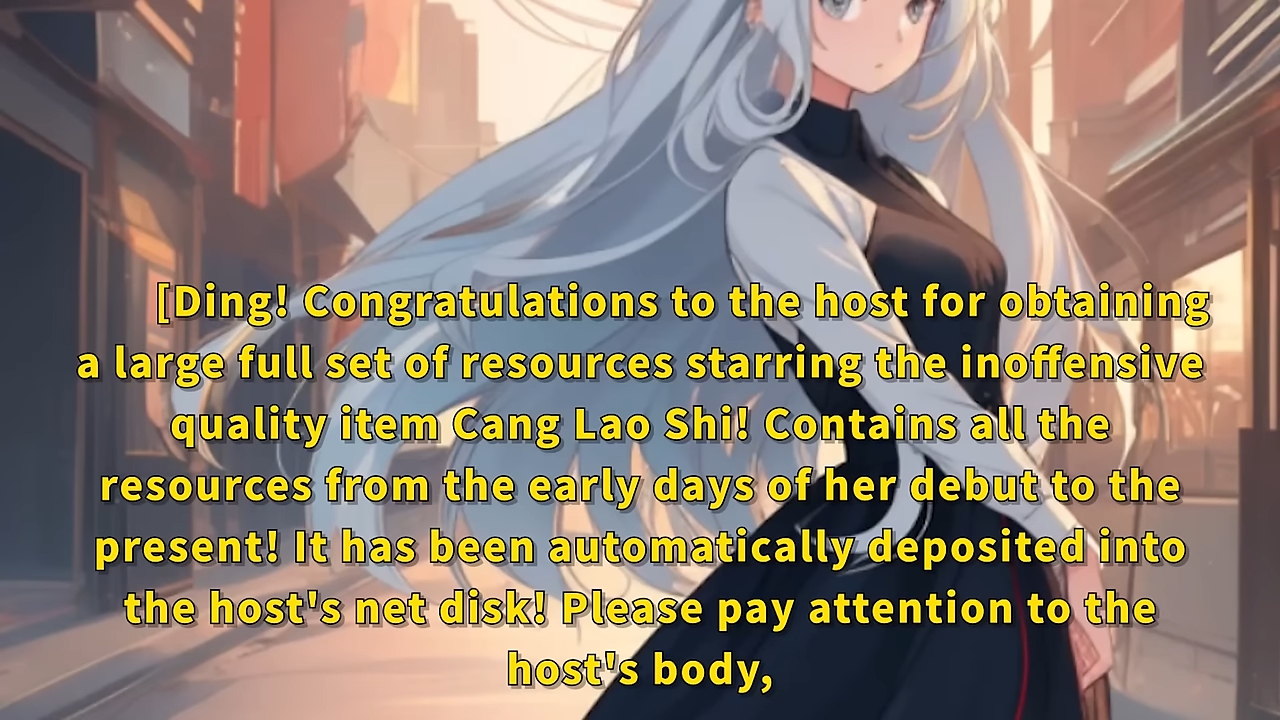 [Ding! Congratulations to the host for obtaining
a large full set of resources starring the inoffensive
quality item Cang Lao Shi! Contains all the
resources from the early days of her debut to the
present! It has been automatically deposited into
the host's net disk! Please pay attention to the
host's body,